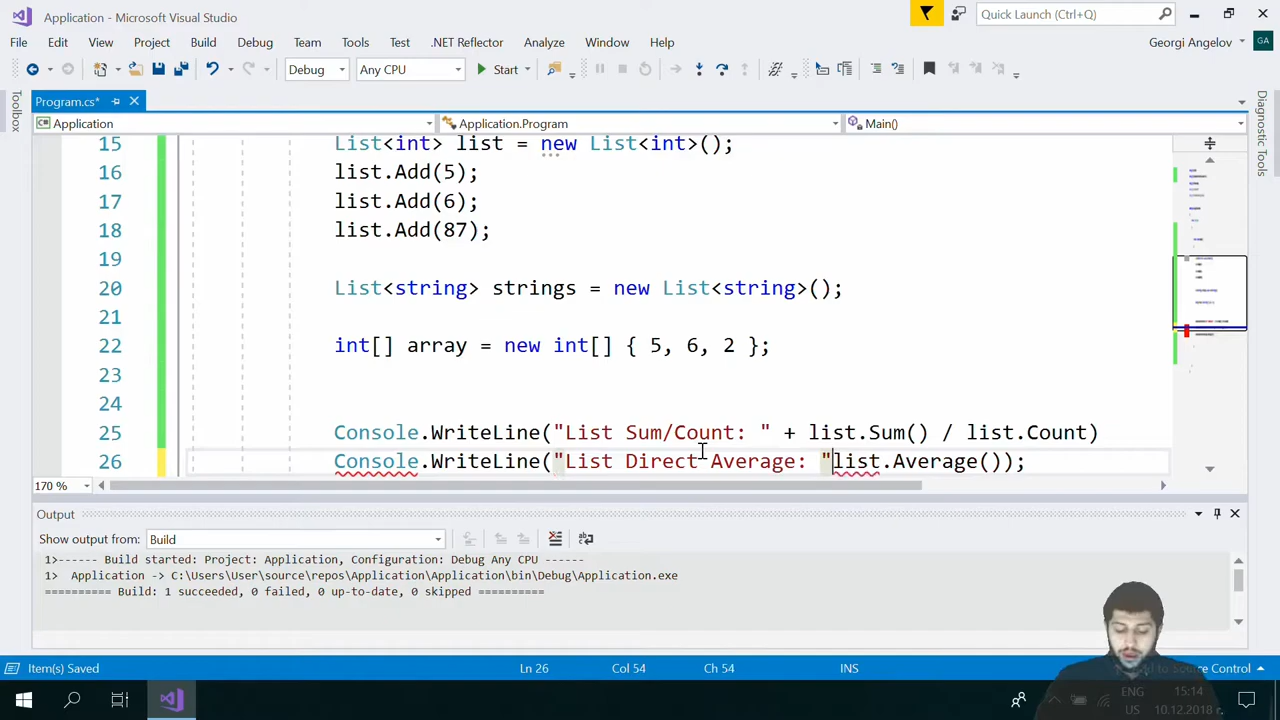 Application - Microsoft Visual Studio
Quick Launch (Ctrl+Q)
File Edit View Project Build Debug Team Tools Test .NET Reflector Analyze Window Help
Georgi Angelov
GA
Debug Any CPU Start
Program.cs*
Application Application.Program Main()
Toolbox
Diagnostic Tools
15 List<int> list = new List<int>();
16 list.Add(5);
17 list.Add(6);
18 list.Add(87);
19
20 List<string> strings = new List<string>();
21
22 int[] array = new int[] { 5, 6, 2 };
23
24
25 Console.WriteLine("List Sum/Count: " + list.Sum() / list.Count)
26 Console.WriteLine("List Direct Average: "list.Average());
170 %
Output
Show output from: Build
1>------ Build started: Project: Application, Configuration: Debug Any CPU ------
1>  Application -> C:\Users\User\source\repos\Application\Application\bin\Debug\Application.exe
========== Build: 1 succeeded, 0 failed, 0 up-to-date, 0 skipped ==========
Item(s) Saved Ln 26 Col 54 Ch 54 INS to Source Control
ENG 15:14
US 10.12.2018 г.